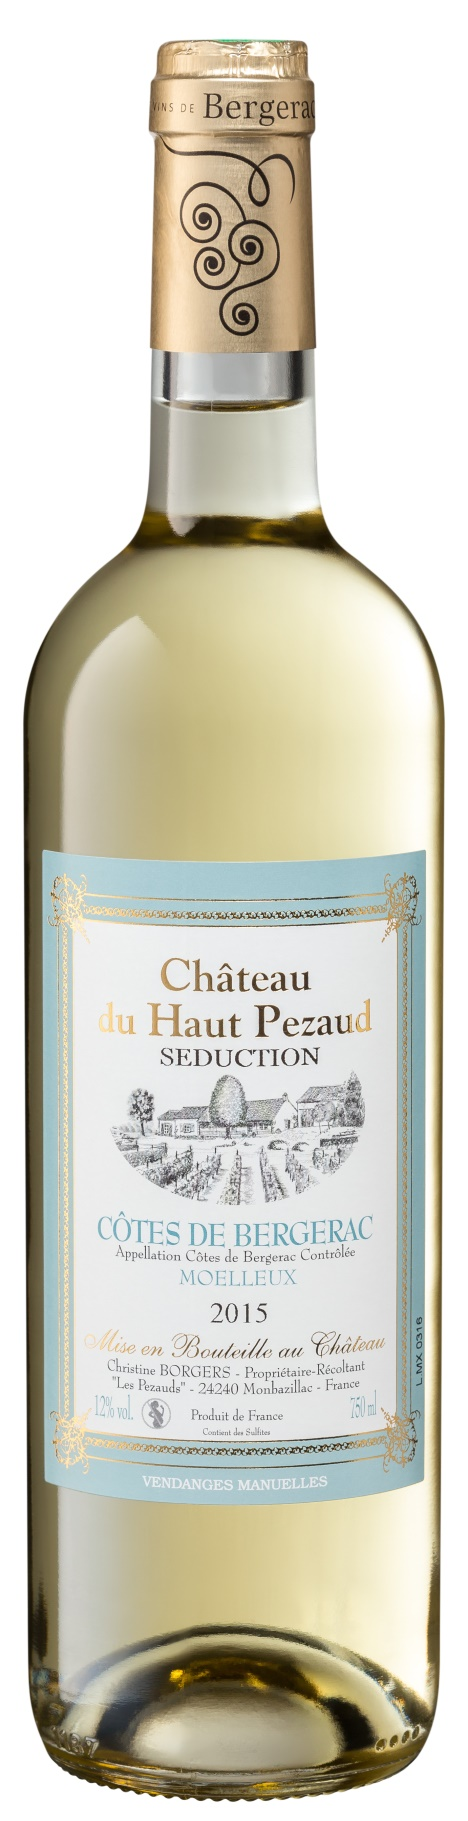 VINS DE Bergerac
Château
du Haut Pezaud
SEDUCTION
CÔTES DE BERGERAC
Appellation Côtes de Bergerac Contrôlée
MOELLEUX
2015
Mise en Bouteille au Château
Christine BORGERS - Propriétaire-Récoltant
"Les Pezauds" - 24240 Monbazillac - France
12% vol. Produit de France 750 ml
Contient des Sulfites
L.MX 0316
VENDANGES MANUELLES